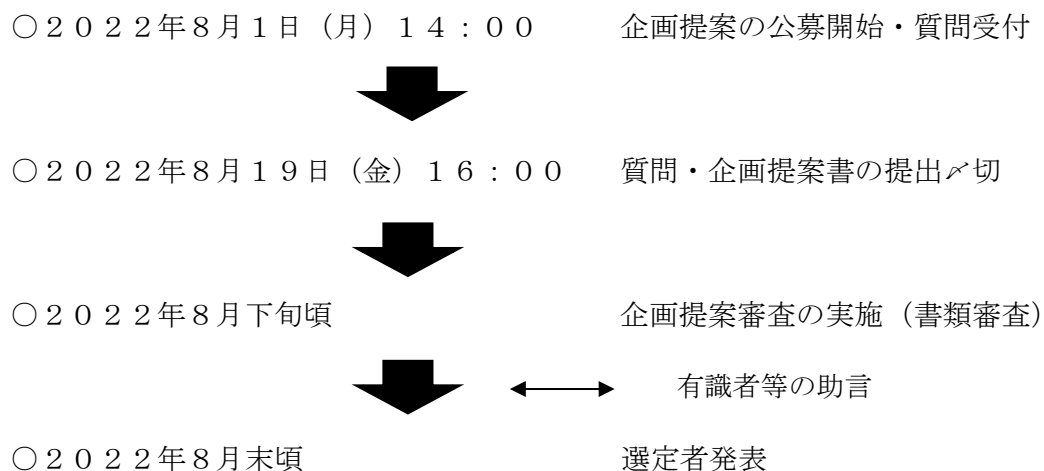 ○２０２２年８月１日（月）１４：００　　企画提案の公募開始・質問受付
○２０２２年８月１９日（金）１６：００　　質問・企画提案書の提出〆切
○２０２２年８月下旬頃　　企画提案審査の実施（書類審査）
有識者等の助言
○２０２２年８月末頃　　選定者発表